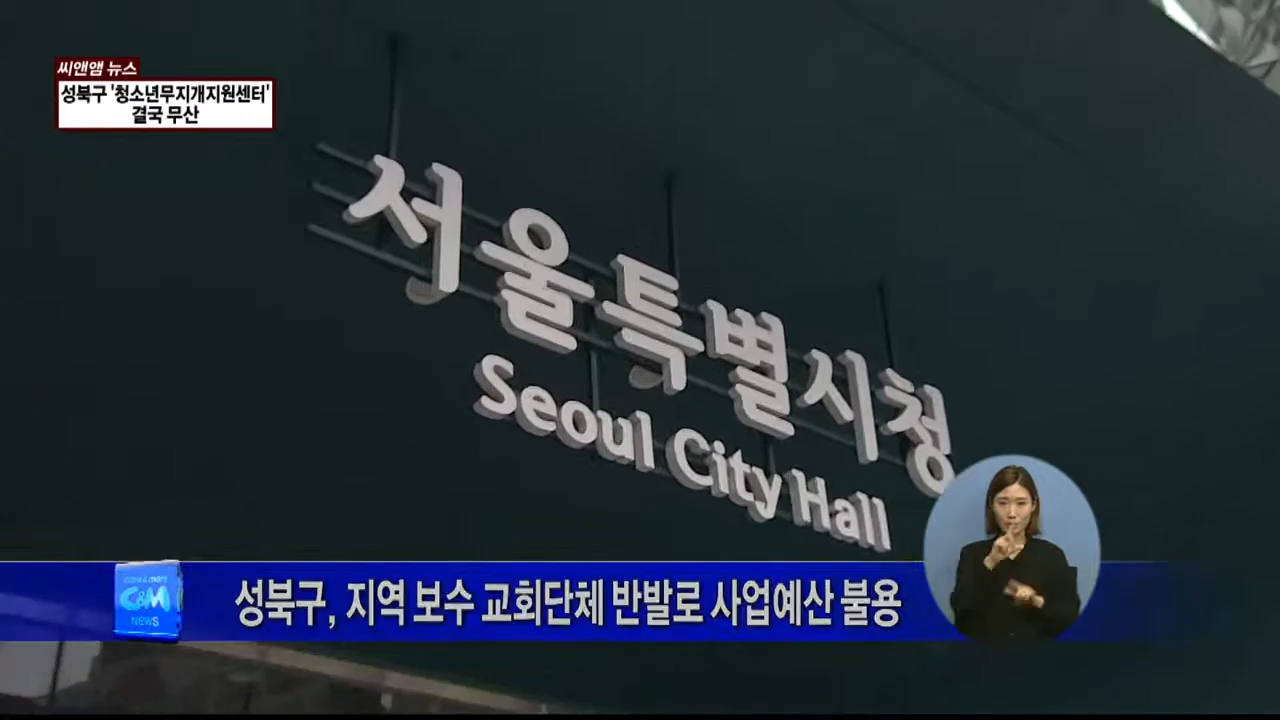 씨앤앰 뉴스
성북구 '청소년무지개지원센터'
결국 무산
서울특별시청
Seoul City Hall
C&M
NEWS
성북구, 지역 보수 교회단체 반발로 사업예산 불용